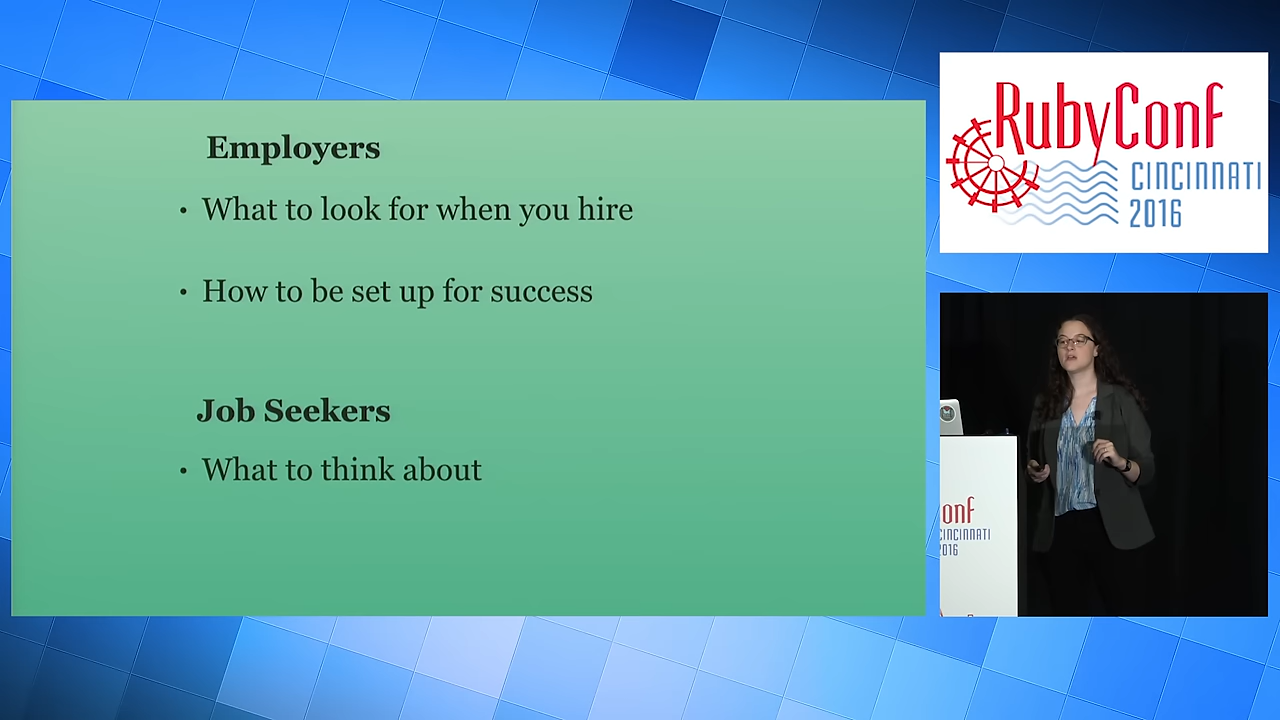 Employers
• What to look for when you hire
• How to be set up for success
Job Seekers
• What to think about
RubyConf
CINCINNATI
2016
onf
CINCINNATI
2016